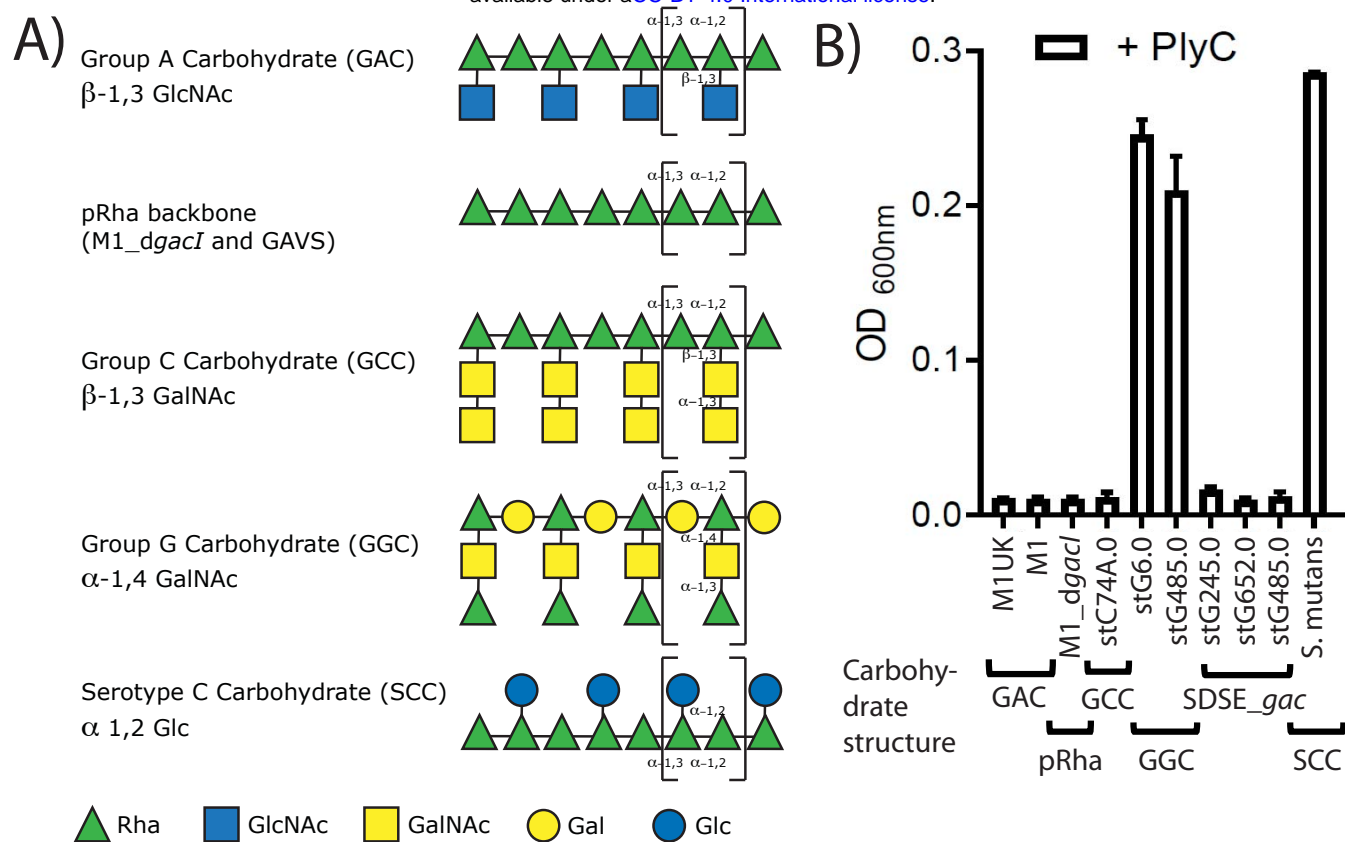 A)
Group A Carbohydrate (GAC)
β-1,3 GlcNAc
α-1,3 α-1,2
β-1,3
pRha backbone
(M1_dgacI and GAVS)
α-1,3 α-1,2
Group C Carbohydrate (GCC)
β-1,3 GalNAc
α-1,3 α-1,2
β-1,3
α-1,3
Group G Carbohydrate (GGC)
α-1,4 GalNAc
α-1,3 α-1,2
α-1,4
α-1,3
Serotype C Carbohydrate (SCC)
α 1,2 Glc
α-1,2
α-1,3 α-1,2
Rha GlcNAc GalNAc Gal Glc
B)
+ PlyC
OD 600nm
0.3
0.2
0.1
0.0
M1 UK
M1
M1_dgacI
stC74A.0
stG6.0
stG485.0
stG245.0
stG652.0
stG485.0
S. mutans
Carbohy-
drate
structure
GAC GCC SDSE_gac
pRha GGC SCC